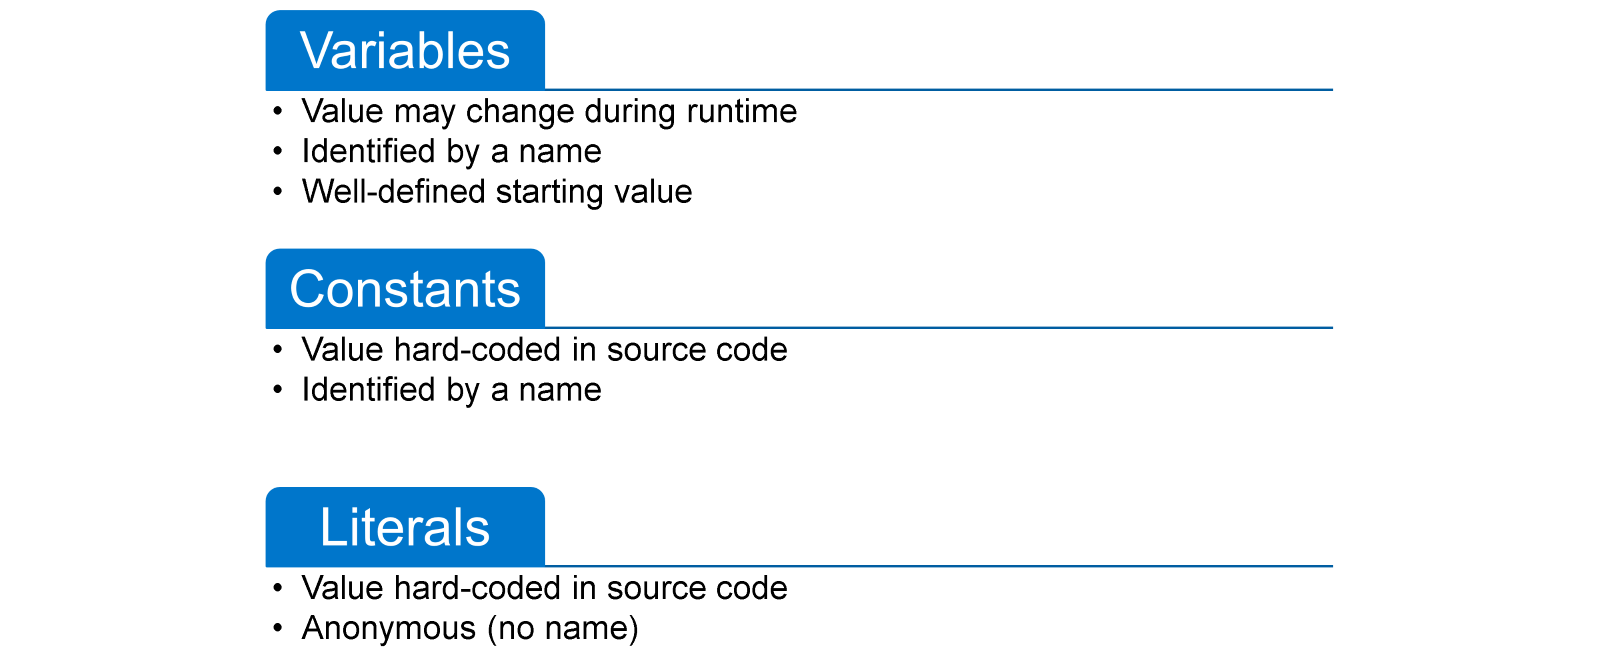 Variables
• Value may change during runtime
• Identified by a name
• Well-defined starting value
Constants
• Value hard-coded in source code
• Identified by a name
Literals
• Value hard-coded in source code
• Anonymous (no name)